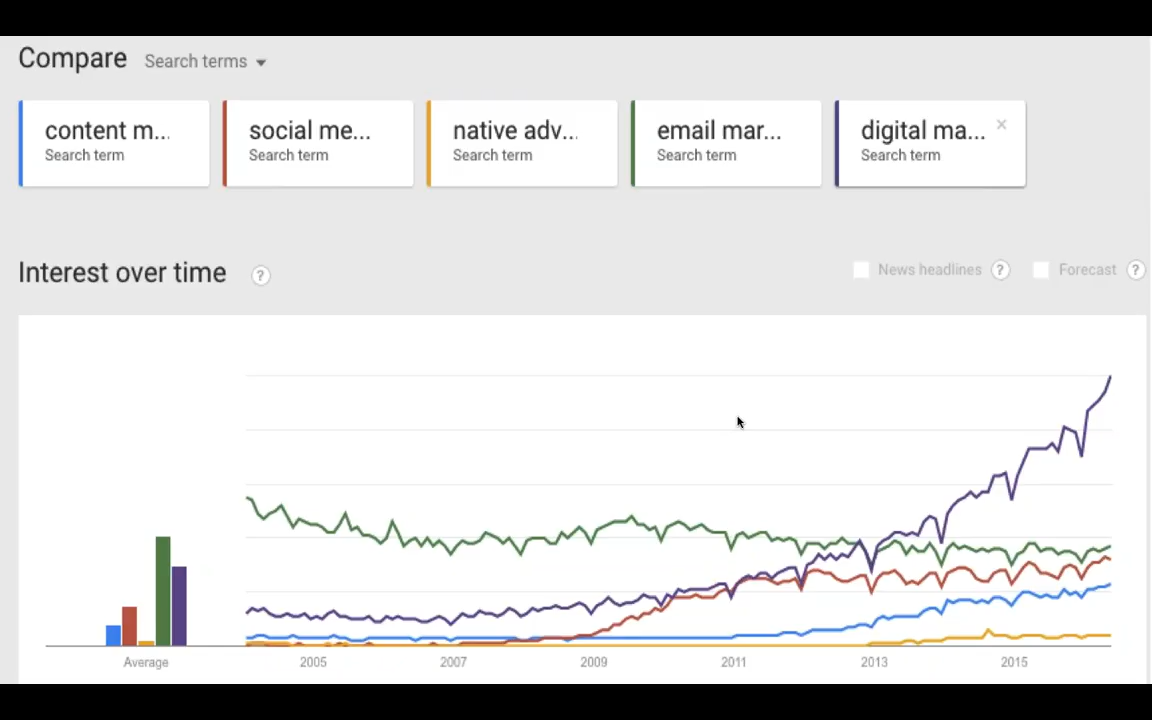 Compare Search terms
content m... social me... native adv... email mar... digital ma... ×
Search term Search term Search term Search term Search term
Interest over time ? News headlines ? Forecast ?
Average 2005 2007 2009 2011 2013 2015